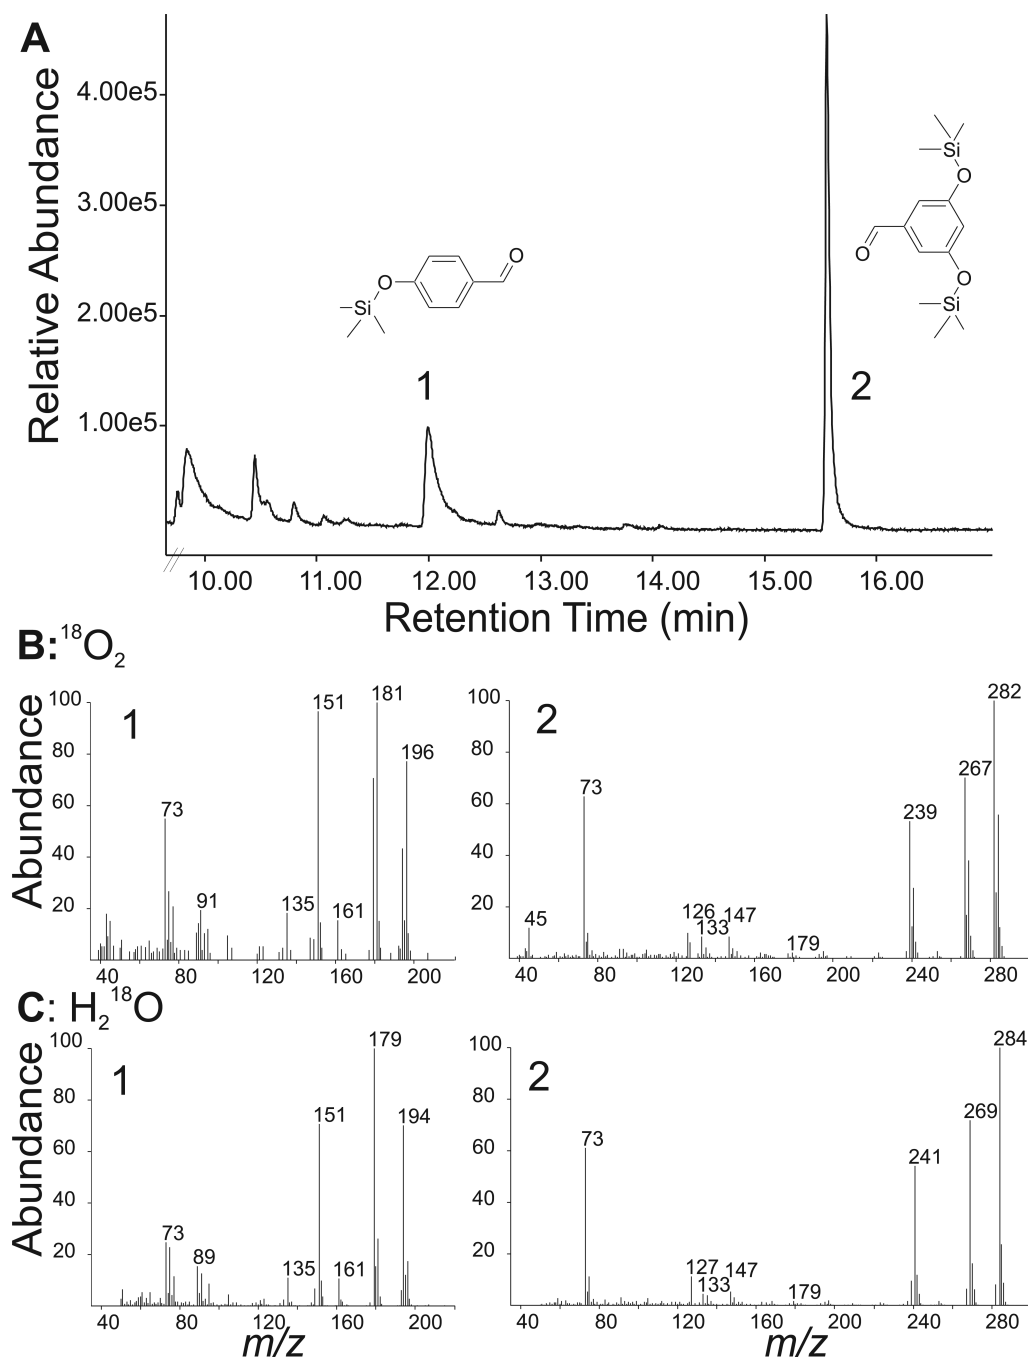 A
Relative Abundance
4.00e5
3.00e5
2.00e5
1.00e5
Si
O
O
1
Si
O
O
O
Si
2
10.00 11.00 12.00 13.00 14.00 15.00 16.00
Retention Time (min)
B: ¹⁸O₂
Abundance
100
80
60
40
20
1
73
91
135
151
161
181
196
40 80 120 160 200
100
80
60
40
20
2
45
73
126
133
147
179
239
267
282
40 80 120 160 200 240 280
C: H₂¹⁸O
Abundance
100
80
60
40
20
1
73
89
135
151
161
179
194
40 80 120 160 200
m/z
100
80
60
40
20
2
73
127
133
147
179
241
269
284
40 80 120 160 200 240 280
m/z